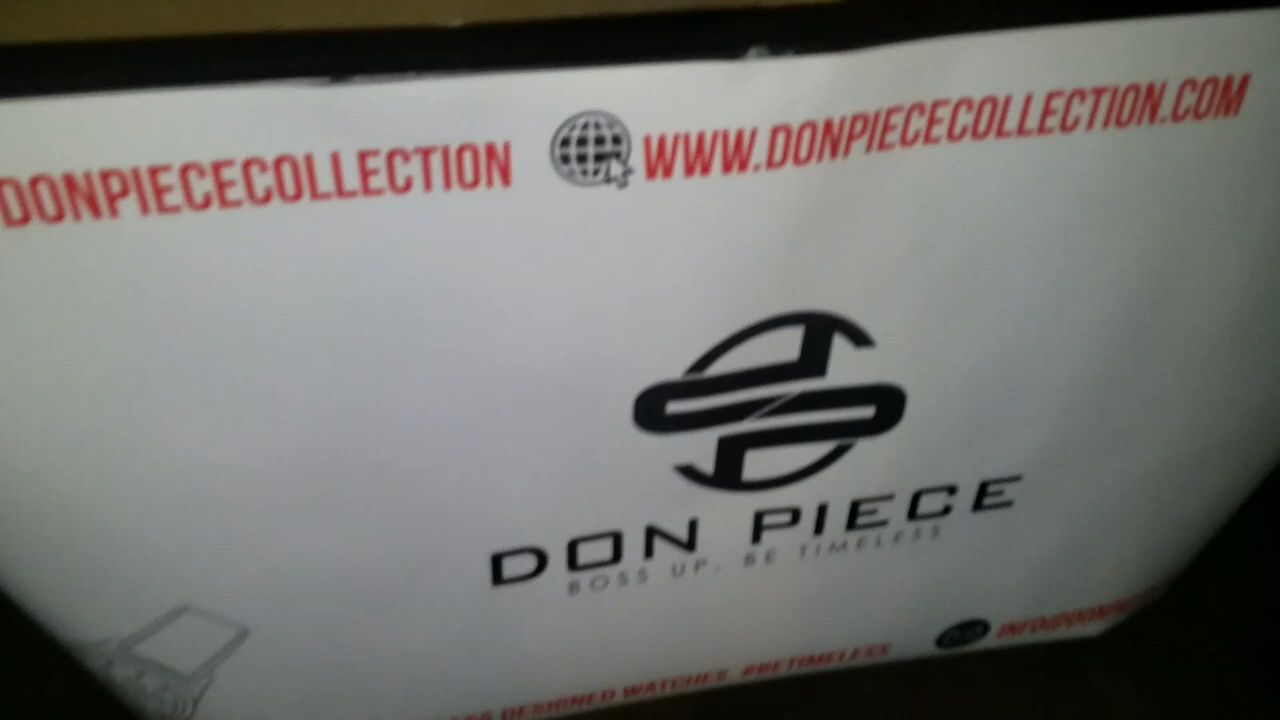 DONPIECECOLLECTION
WWW.DONPIECECOLLECTION.COM
DON PIECE
BOSS UP. BE TIMELESS
DESIGNED WATCHES. #BETIMELESS